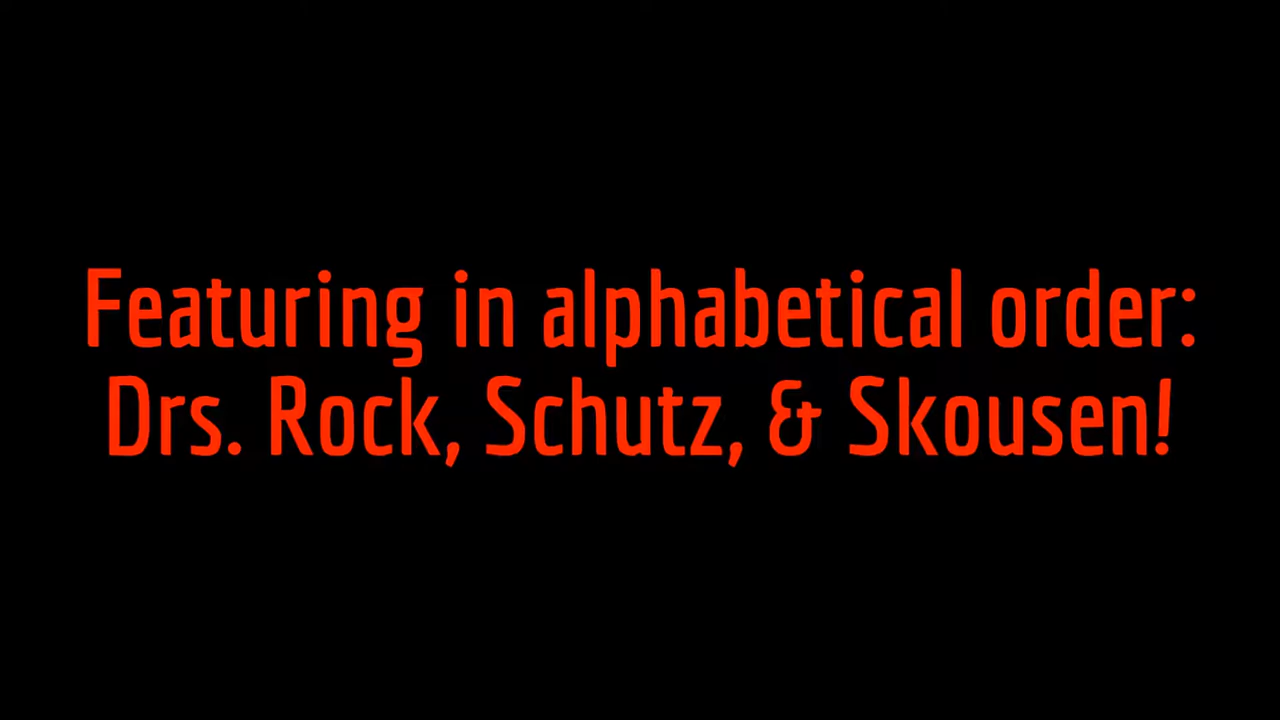 Featuring in alphabetical order:
Drs. Rock, Schutz, & Skousen!